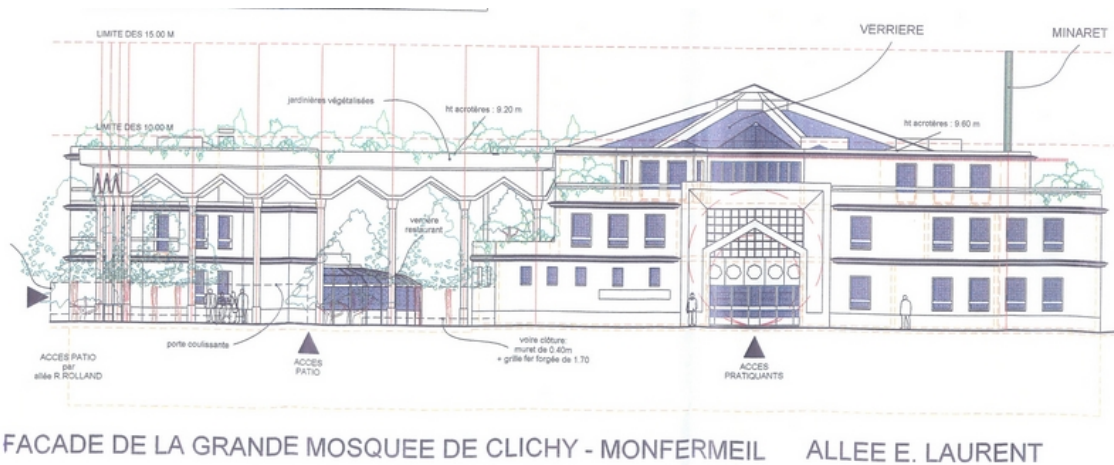 LIMITE DES 15.00 M
VERRIERE
MINARET
jardinières végétalisées
ht acrotères : 9.20 m
LIMITE DES 10.00 M
ht acrotères : 9.60 m
verrière
restaurant
porte coulissante
voire clôture:
muret de 0.40m
+ grille fer forgée de 1.70
ACCES PATIO
par
allée R.ROLLAND
ACCES
PATIO
ACCES
PRATIQUANTS
FACADE DE LA GRANDE MOSQUEE DE CLICHY - MONFERMEIL ALLEE E. LAURENT